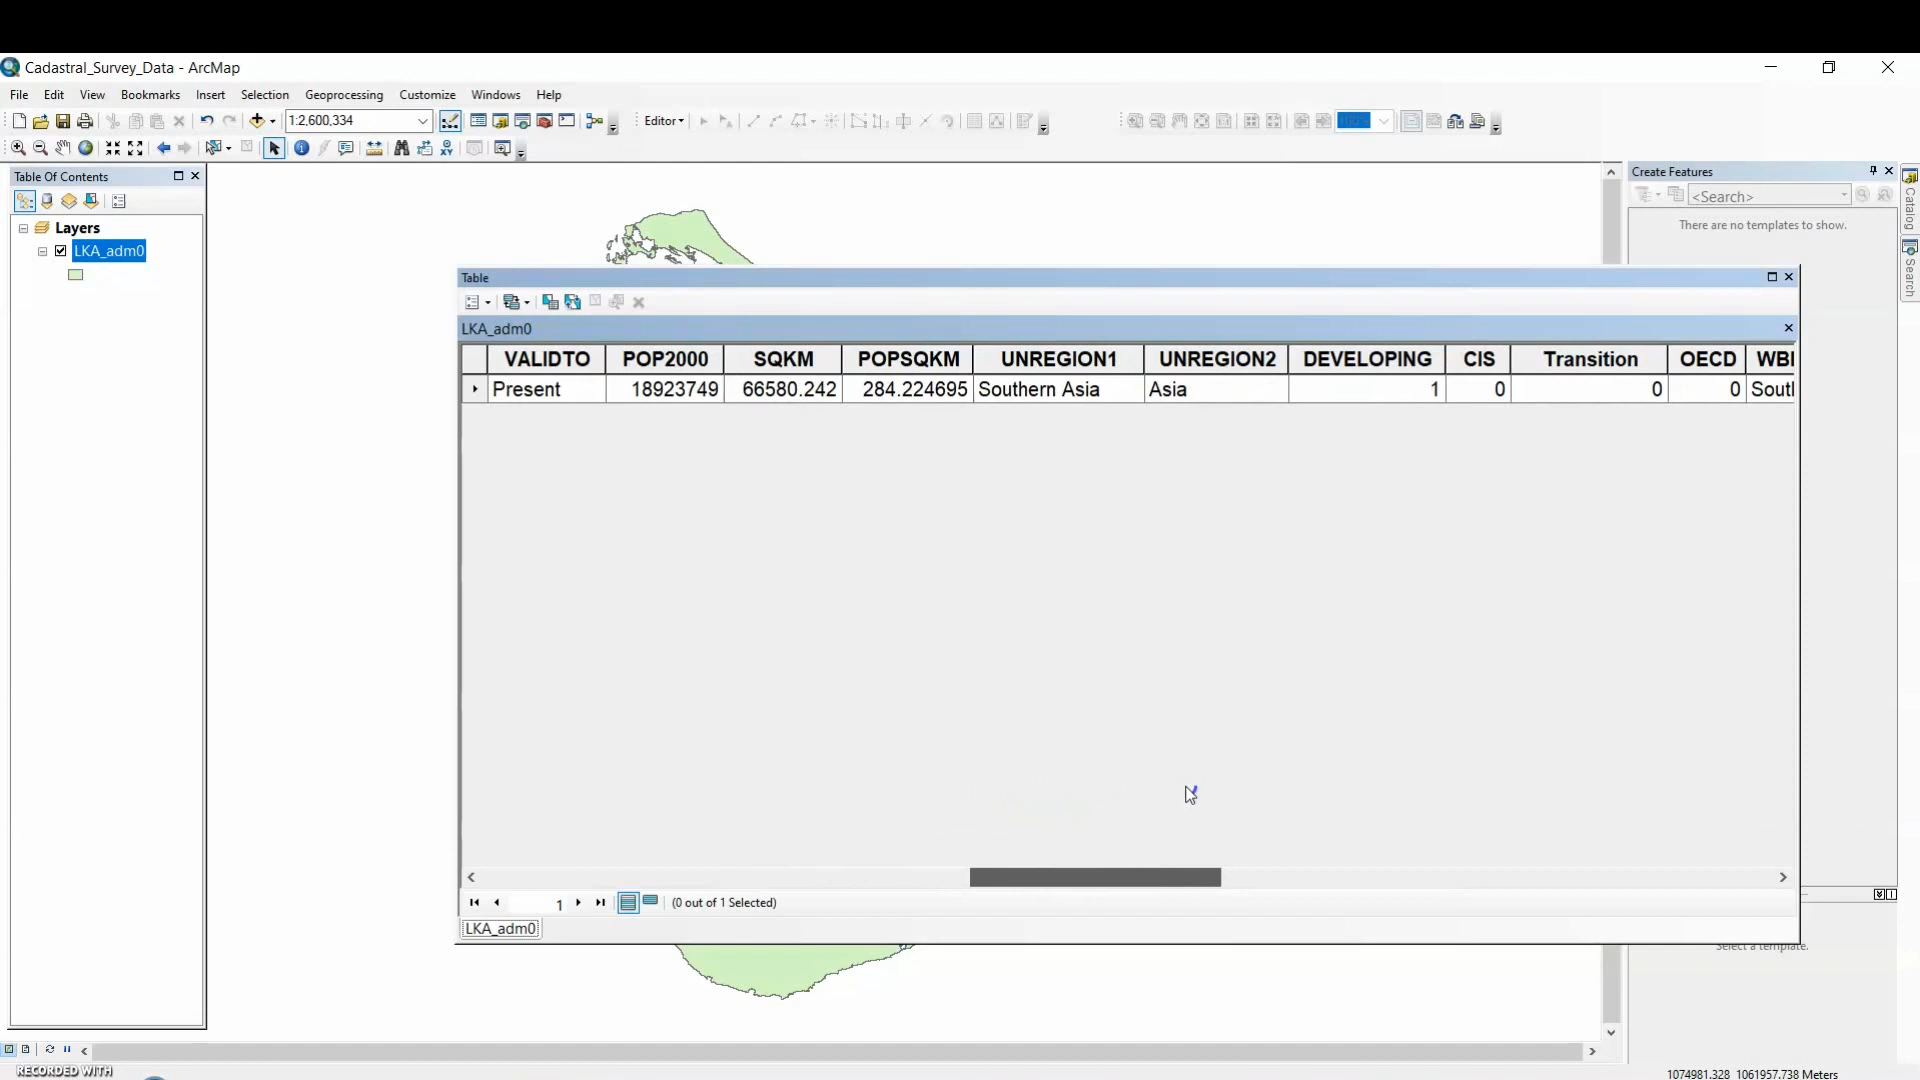 Cadastral_Survey_Data - ArcMap
File Edit View Bookmarks Insert Selection Geoprocessing Customize Windows Help
1:2,600,334 Editor
Table Of Contents
Layers
LKA_adm0
Create Features
<Search>
There are no templates to show.
Catalog
Search
Table
LKA_adm0
VALIDTO POP2000 SQKM POPSQKM UNREGION1 UNREGION2 DEVELOPING CIS Transition OECD WBI
Present 18923749 66580.242 284.224695 Southern Asia Asia 1 0 0 0 Soutl
1 (0 out of 1 Selected)
LKA_adm0
Select a template.
RECORDED WITH
1074981.328 1061957.738 Meters